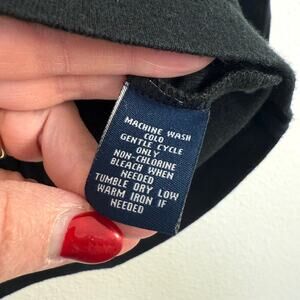 MACHINE WASH
COLD
GENTLE CYCLE
ONLY
NON-CHLORINE
BLEACH WHEN
NEEDED
TUMBLE DRY LOW
WARM IRON IF
NEEDED